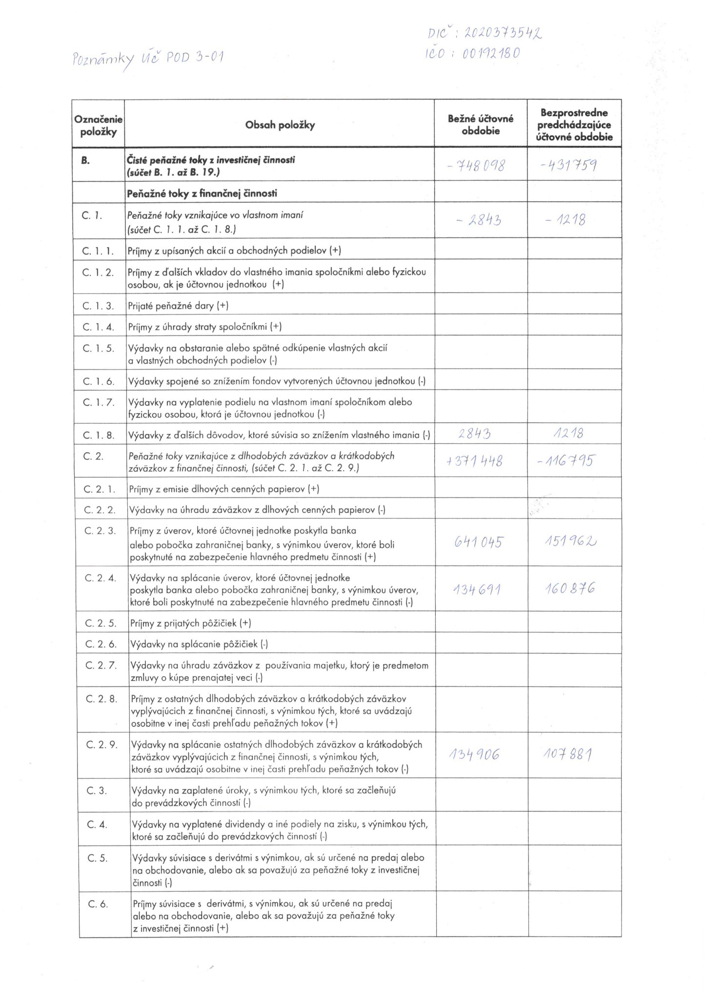 DIČ : 2020373542
Poznámky Úč POD 3-01
IČO : 00192180
Označenie položky
Obsah položky
Bežné účtovné obdobie
Bezprostredne predchádzajúce účtovné obdobie
B.
Čisté peňažné toky z investičnej činnosti
(súčet B. 1. až B. 19.)
-748098
-431759
Peňažné toky z finančnej činnosti
C. 1.
Peňažné toky vznikajúce vo vlastnom imaní
(súčet C. 1. 1. až C. 1. 8.)
- 2843
- 1218
C. 1. 1.
Príjmy z upísaných akcií a obchodných podielov (+)
C. 1. 2.
Príjmy z ďalších vkladov do vlastného imania spoločníkmi alebo fyzickou
osobou, ak je účtovnou jednotkou (+)
C. 1. 3.
Prijaté peňažné dary (+)
C. 1. 4.
Príjmy z úhrady straty spoločníkmi (+)
C. 1. 5.
Výdavky na obstaranie alebo spätné odkúpenie vlastných akcií
a vlastných obchodných podielov (-)
C. 1. 6.
Výdavky spojené so znížením fondov vytvorených účtovnou jednotkou (-)
C. 1. 7.
Výdavky na vyplatenie podielu na vlastnom imaní spoločníkom alebo
fyzickou osobou, ktorá je účtovnou jednotkou (-)
C. 1. 8.
Výdavky z ďalších dôvodov, ktoré súvisia so znížením vlastného imania (-)
2843
1218
C. 2.
Peňažné toky vznikajúce z dlhodobých záväzkov a krátkodobých
záväzkov z finančnej činnosti, (súčet C. 2. 1. až C. 2. 9.)
+371448
-116795
C. 2. 1.
Príjmy z emisie dlhových cenných papierov (+)
C. 2. 2.
Výdavky na úhradu záväzkov z dlhových cenných papierov (-)
C. 2. 3.
Príjmy z úverov, ktoré účtovnej jednotke poskytla banka
alebo pobočka zahraničnej banky, s výnimkou úverov, ktoré boli
poskytnuté na zabezpečenie hlavného predmetu činnosti (+)
641045
151962
C. 2. 4.
Výdavky na splácanie úverov, ktoré účtovnej jednotke
poskytla banka alebo pobočka zahraničnej banky, s výnimkou úverov,
ktoré boli poskytnuté na zabezpečenie hlavného predmetu činnosti (-)
134691
160876
C. 2. 5.
Príjmy z prijatých pôžičiek (+)
C. 2. 6.
Výdavky na splácanie pôžičiek (-)
C. 2. 7.
Výdavky na úhradu záväzkov z používania majetku, ktorý je predmetom
zmluvy o kúpe prenajatej veci (-)
C. 2. 8.
Príjmy z ostatných dlhodobých záväzkov a krátkodobých záväzkov
vyplývajúcich z finančnej činnosti, s výnimkou tých, ktoré sa uvádzajú
osobitne v inej časti prehľadu peňažných tokov (+)
C. 2. 9.
Výdavky na splácanie ostatných dlhodobých záväzkov a krátkodobých
záväzkov vyplývajúcich z finančnej činnosti, s výnimkou tých,
ktoré sa uvádzajú osobitne v inej časti prehľadu peňažných tokov (-)
134906
107881
C. 3.
Výdavky na zaplatené úroky, s výnimkou tých, ktoré sa začleňujú
do prevádzkových činností (-)
C. 4.
Výdavky na vyplatené dividendy a iné podiely na zisku, s výnimkou tých,
ktoré sa začleňujú do prevádzkových činností (-)
C. 5.
Výdavky súvisiace s derivátmi s výnimkou, ak sú určené na predaj alebo
na obchodovanie, alebo ak sa považujú za peňažné toky z investičnej
činnosti (-)
C. 6.
Príjmy súvisiace s derivátmi, s výnimkou, ak sú určené na predaj
alebo na obchodovanie, alebo ak sa považujú za peňažné toky
z investičnej činnosti (+)